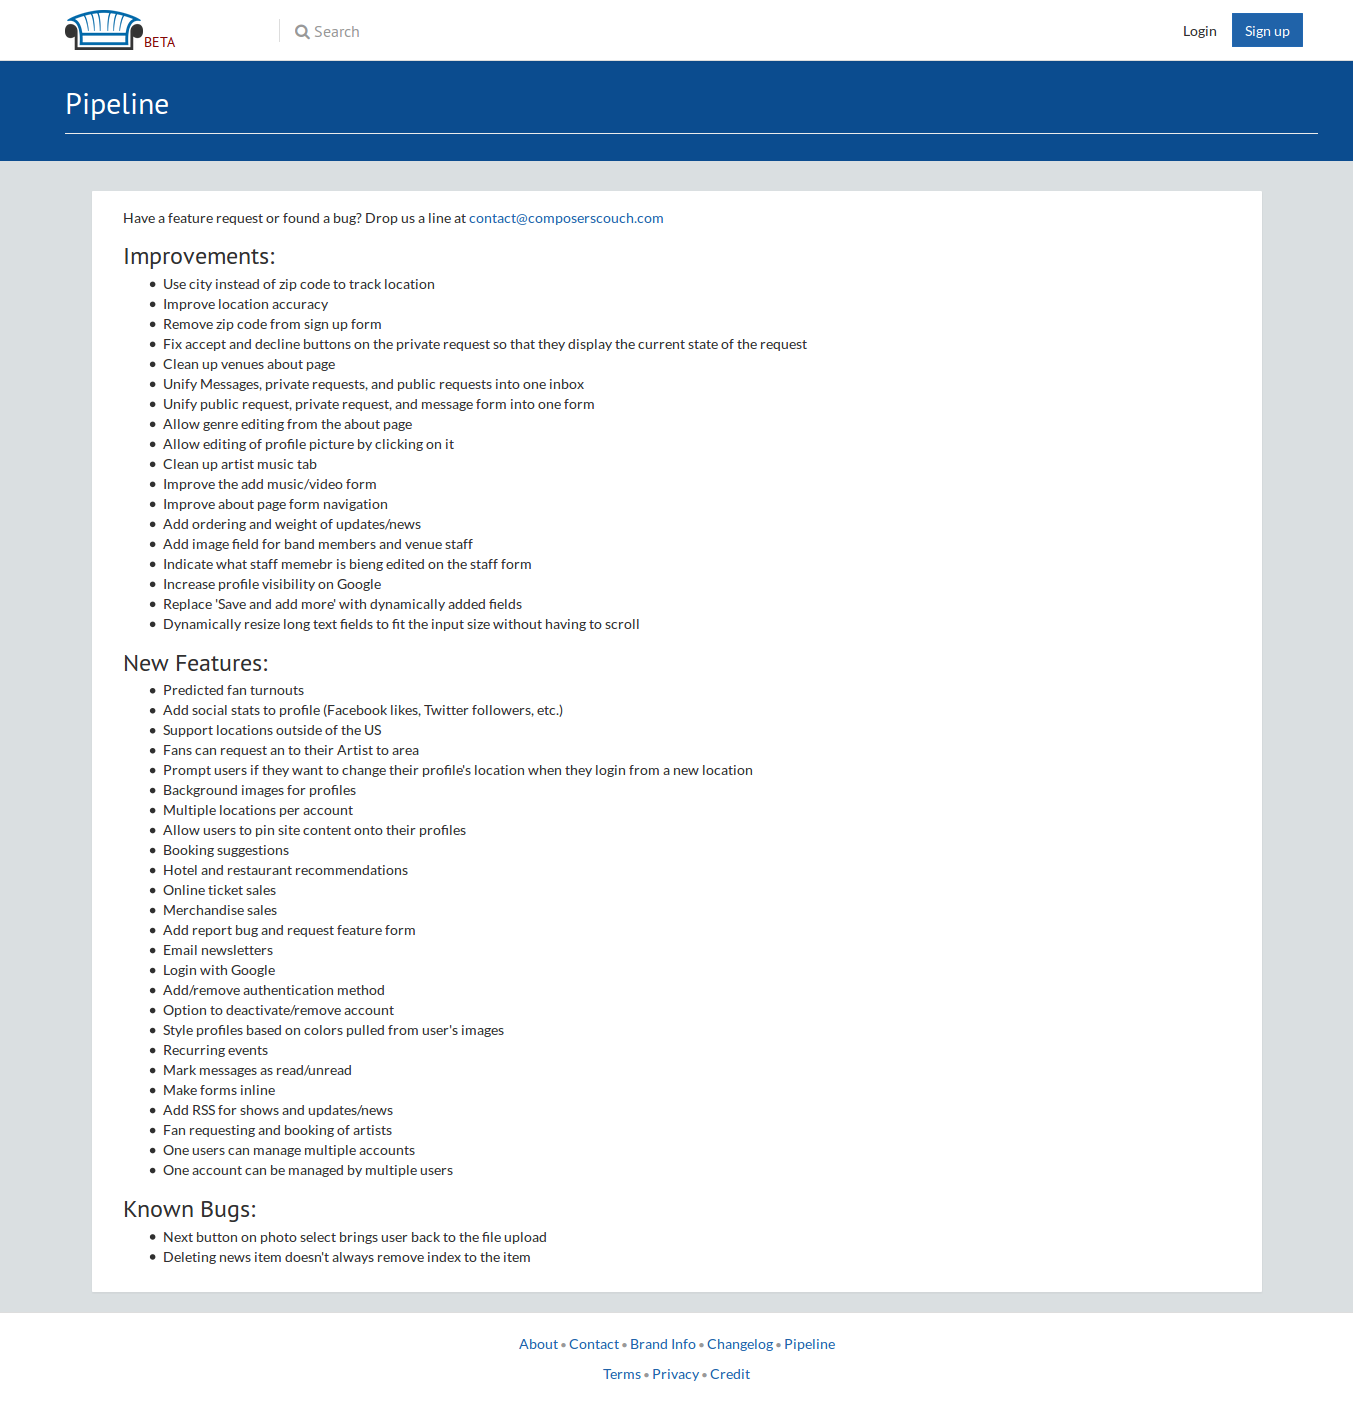 BETA
Search
Login
Sign up
Pipeline
Have a feature request or found a bug? Drop us a line at contact@composerscouch.com
Improvements:
Use city instead of zip code to track location
Improve location accuracy
Remove zip code from sign up form
Fix accept and decline buttons on the private request so that they display the current state of the request
Clean up venues about page
Unify Messages, private requests, and public requests into one inbox
Unify public request, private request, and message form into one form
Allow genre editing from the about page
Allow editing of profile picture by clicking on it
Clean up artist music tab
Improve the add music/video form
Improve about page form navigation
Add ordering and weight of updates/news
Add image field for band members and venue staff
Indicate what staff memebr is bieng edited on the staff form
Increase profile visibility on Google
Replace 'Save and add more' with dynamically added fields
Dynamically resize long text fields to fit the input size without having to scroll
New Features:
Predicted fan turnouts
Add social stats to profile (Facebook likes, Twitter followers, etc.)
Support locations outside of the US
Fans can request an to their Artist to area
Prompt users if they want to change their profile's location when they login from a new location
Background images for profiles
Multiple locations per account
Allow users to pin site content onto their profiles
Booking suggestions
Hotel and restaurant recommendations
Online ticket sales
Merchandise sales
Add report bug and request feature form
Email newsletters
Login with Google
Add/remove authentication method
Option to deactivate/remove account
Style profiles based on colors pulled from user's images
Recurring events
Mark messages as read/unread
Make forms inline
Add RSS for shows and updates/news
Fan requesting and booking of artists
One users can manage multiple accounts
One account can be managed by multiple users
Known Bugs:
Next button on photo select brings user back to the file upload
Deleting news item doesn't always remove index to the item
About • Contact • Brand Info • Changelog • Pipeline
Terms • Privacy • Credit